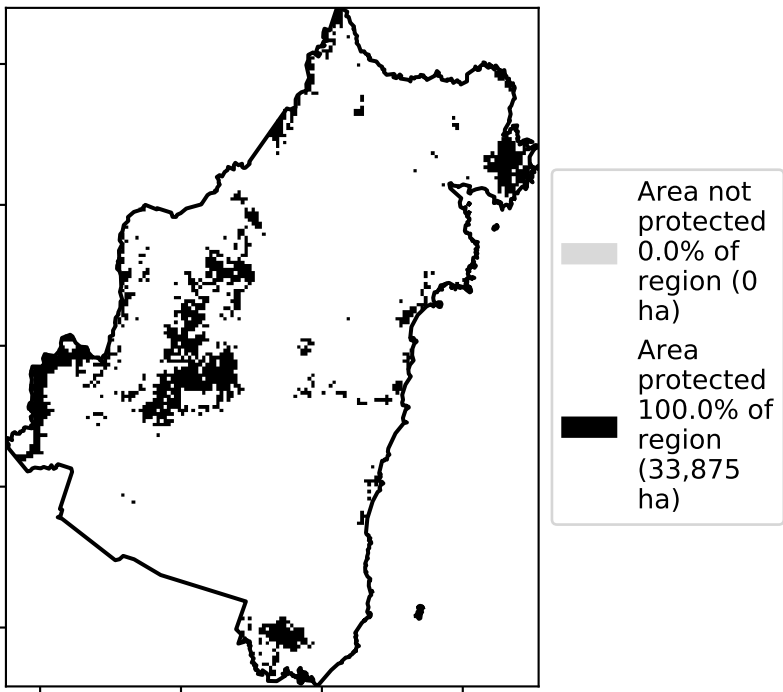 Area not
protected
0.0% of
region (0
ha)
Area
protected
100.0% of
region
(33,875
ha)